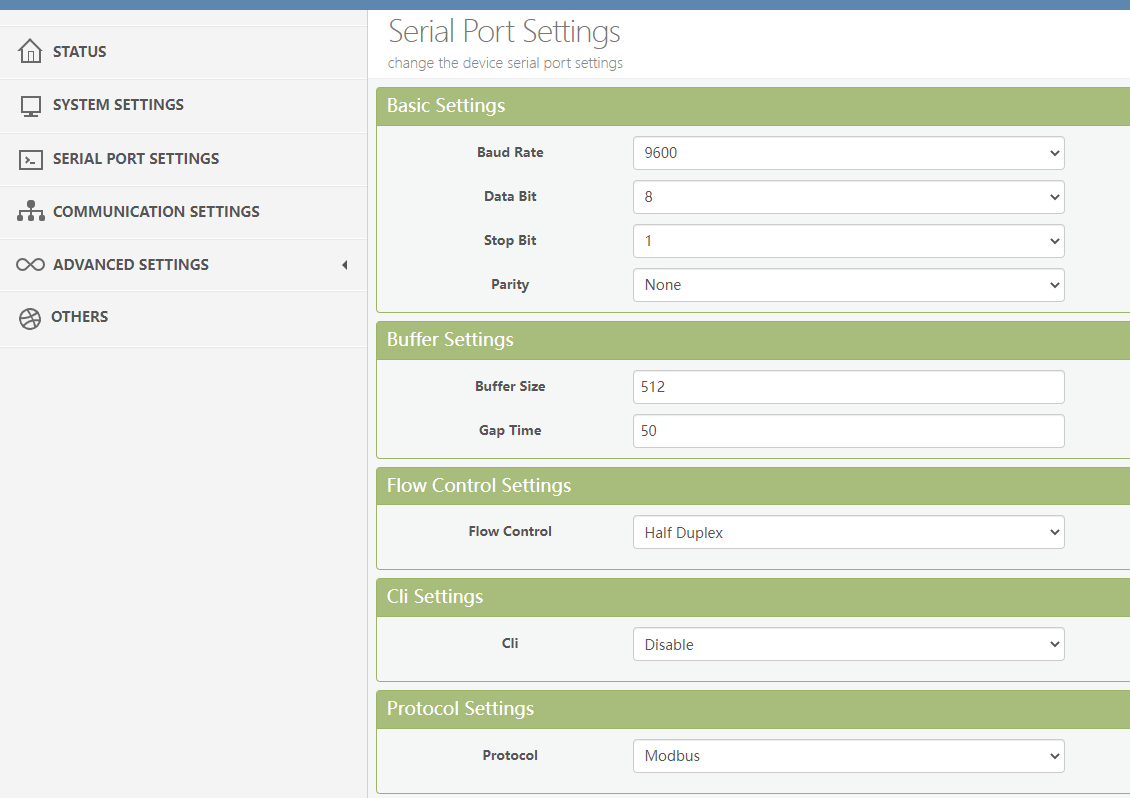 STATUS
SYSTEM SETTINGS
SERIAL PORT SETTINGS
COMMUNICATION SETTINGS
ADVANCED SETTINGS
OTHERS
Serial Port Settings
change the device serial port settings
Basic Settings
Baud Rate 9600
Data Bit 8
Stop Bit 1
Parity None
Buffer Settings
Buffer Size 512
Gap Time 50
Flow Control Settings
Flow Control Half Duplex
Cli Settings
Cli Disable
Protocol Settings
Protocol Modbus